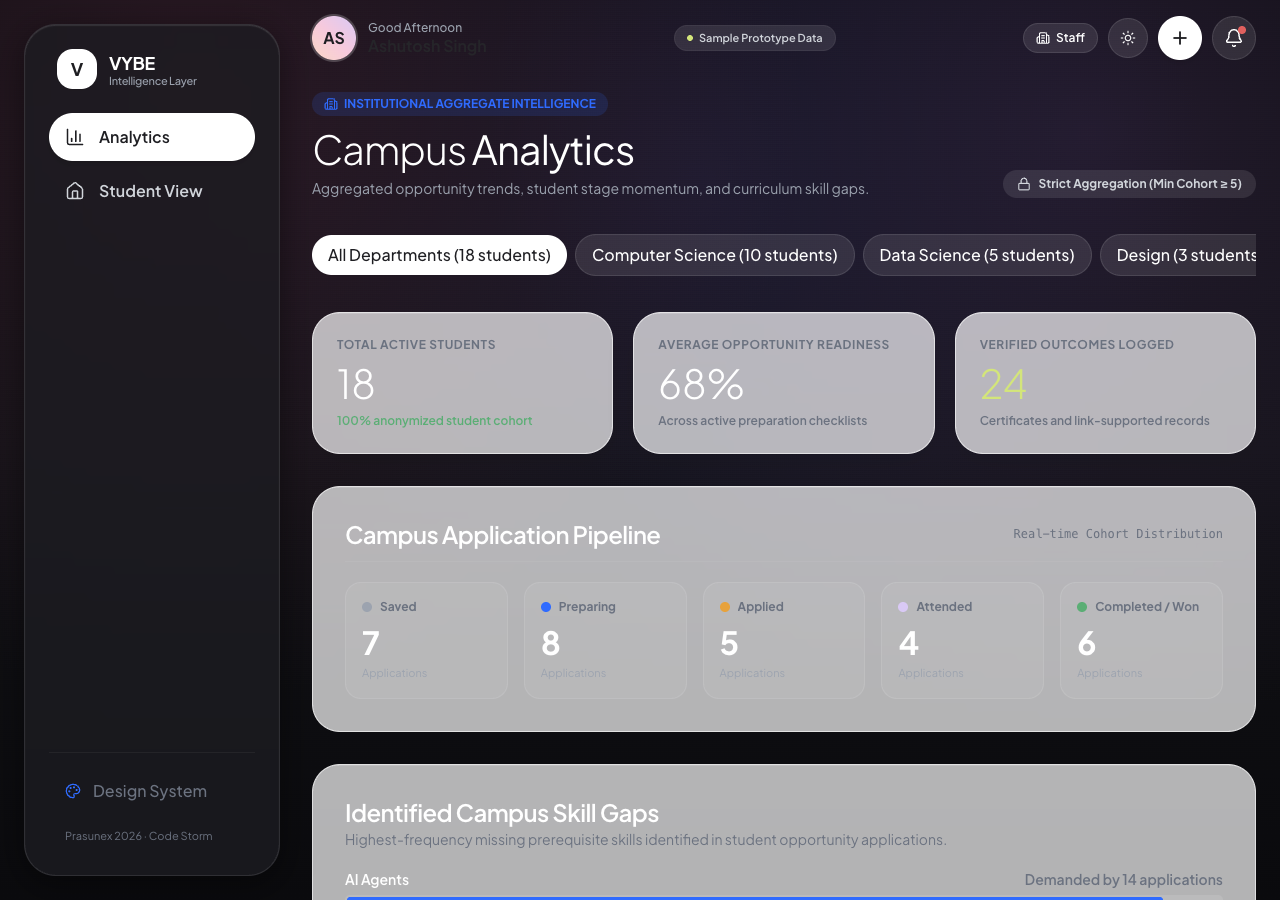 V
VYBE
Intelligence Layer
Analytics
Student View
Design System
Prasunex 2026 · Code Storm
AS
Good Afternoon
Ashutosh Singh
Sample Prototype Data
Staff
INSTITUTIONAL AGGREGATE INTELLIGENCE
Campus Analytics
Aggregated opportunity trends, student stage momentum, and curriculum skill gaps.
Strict Aggregation (Min Cohort ≥ 5)
All Departments (18 students)
Computer Science (10 students)
Data Science (5 students)
Design (3 students
TOTAL ACTIVE STUDENTS
18
100% anonymized student cohort
AVERAGE OPPORTUNITY READINESS
68%
Across active preparation checklists
VERIFIED OUTCOMES LOGGED
24
Certificates and link-supported records
Campus Application Pipeline
Real-time Cohort Distribution
Saved
7
Applications
Preparing
8
Applications
Applied
5
Applications
Attended
4
Applications
Completed / Won
6
Applications
Identified Campus Skill Gaps
Highest-frequency missing prerequisite skills identified in student opportunity applications.
AI Agents
Demanded by 14 applications